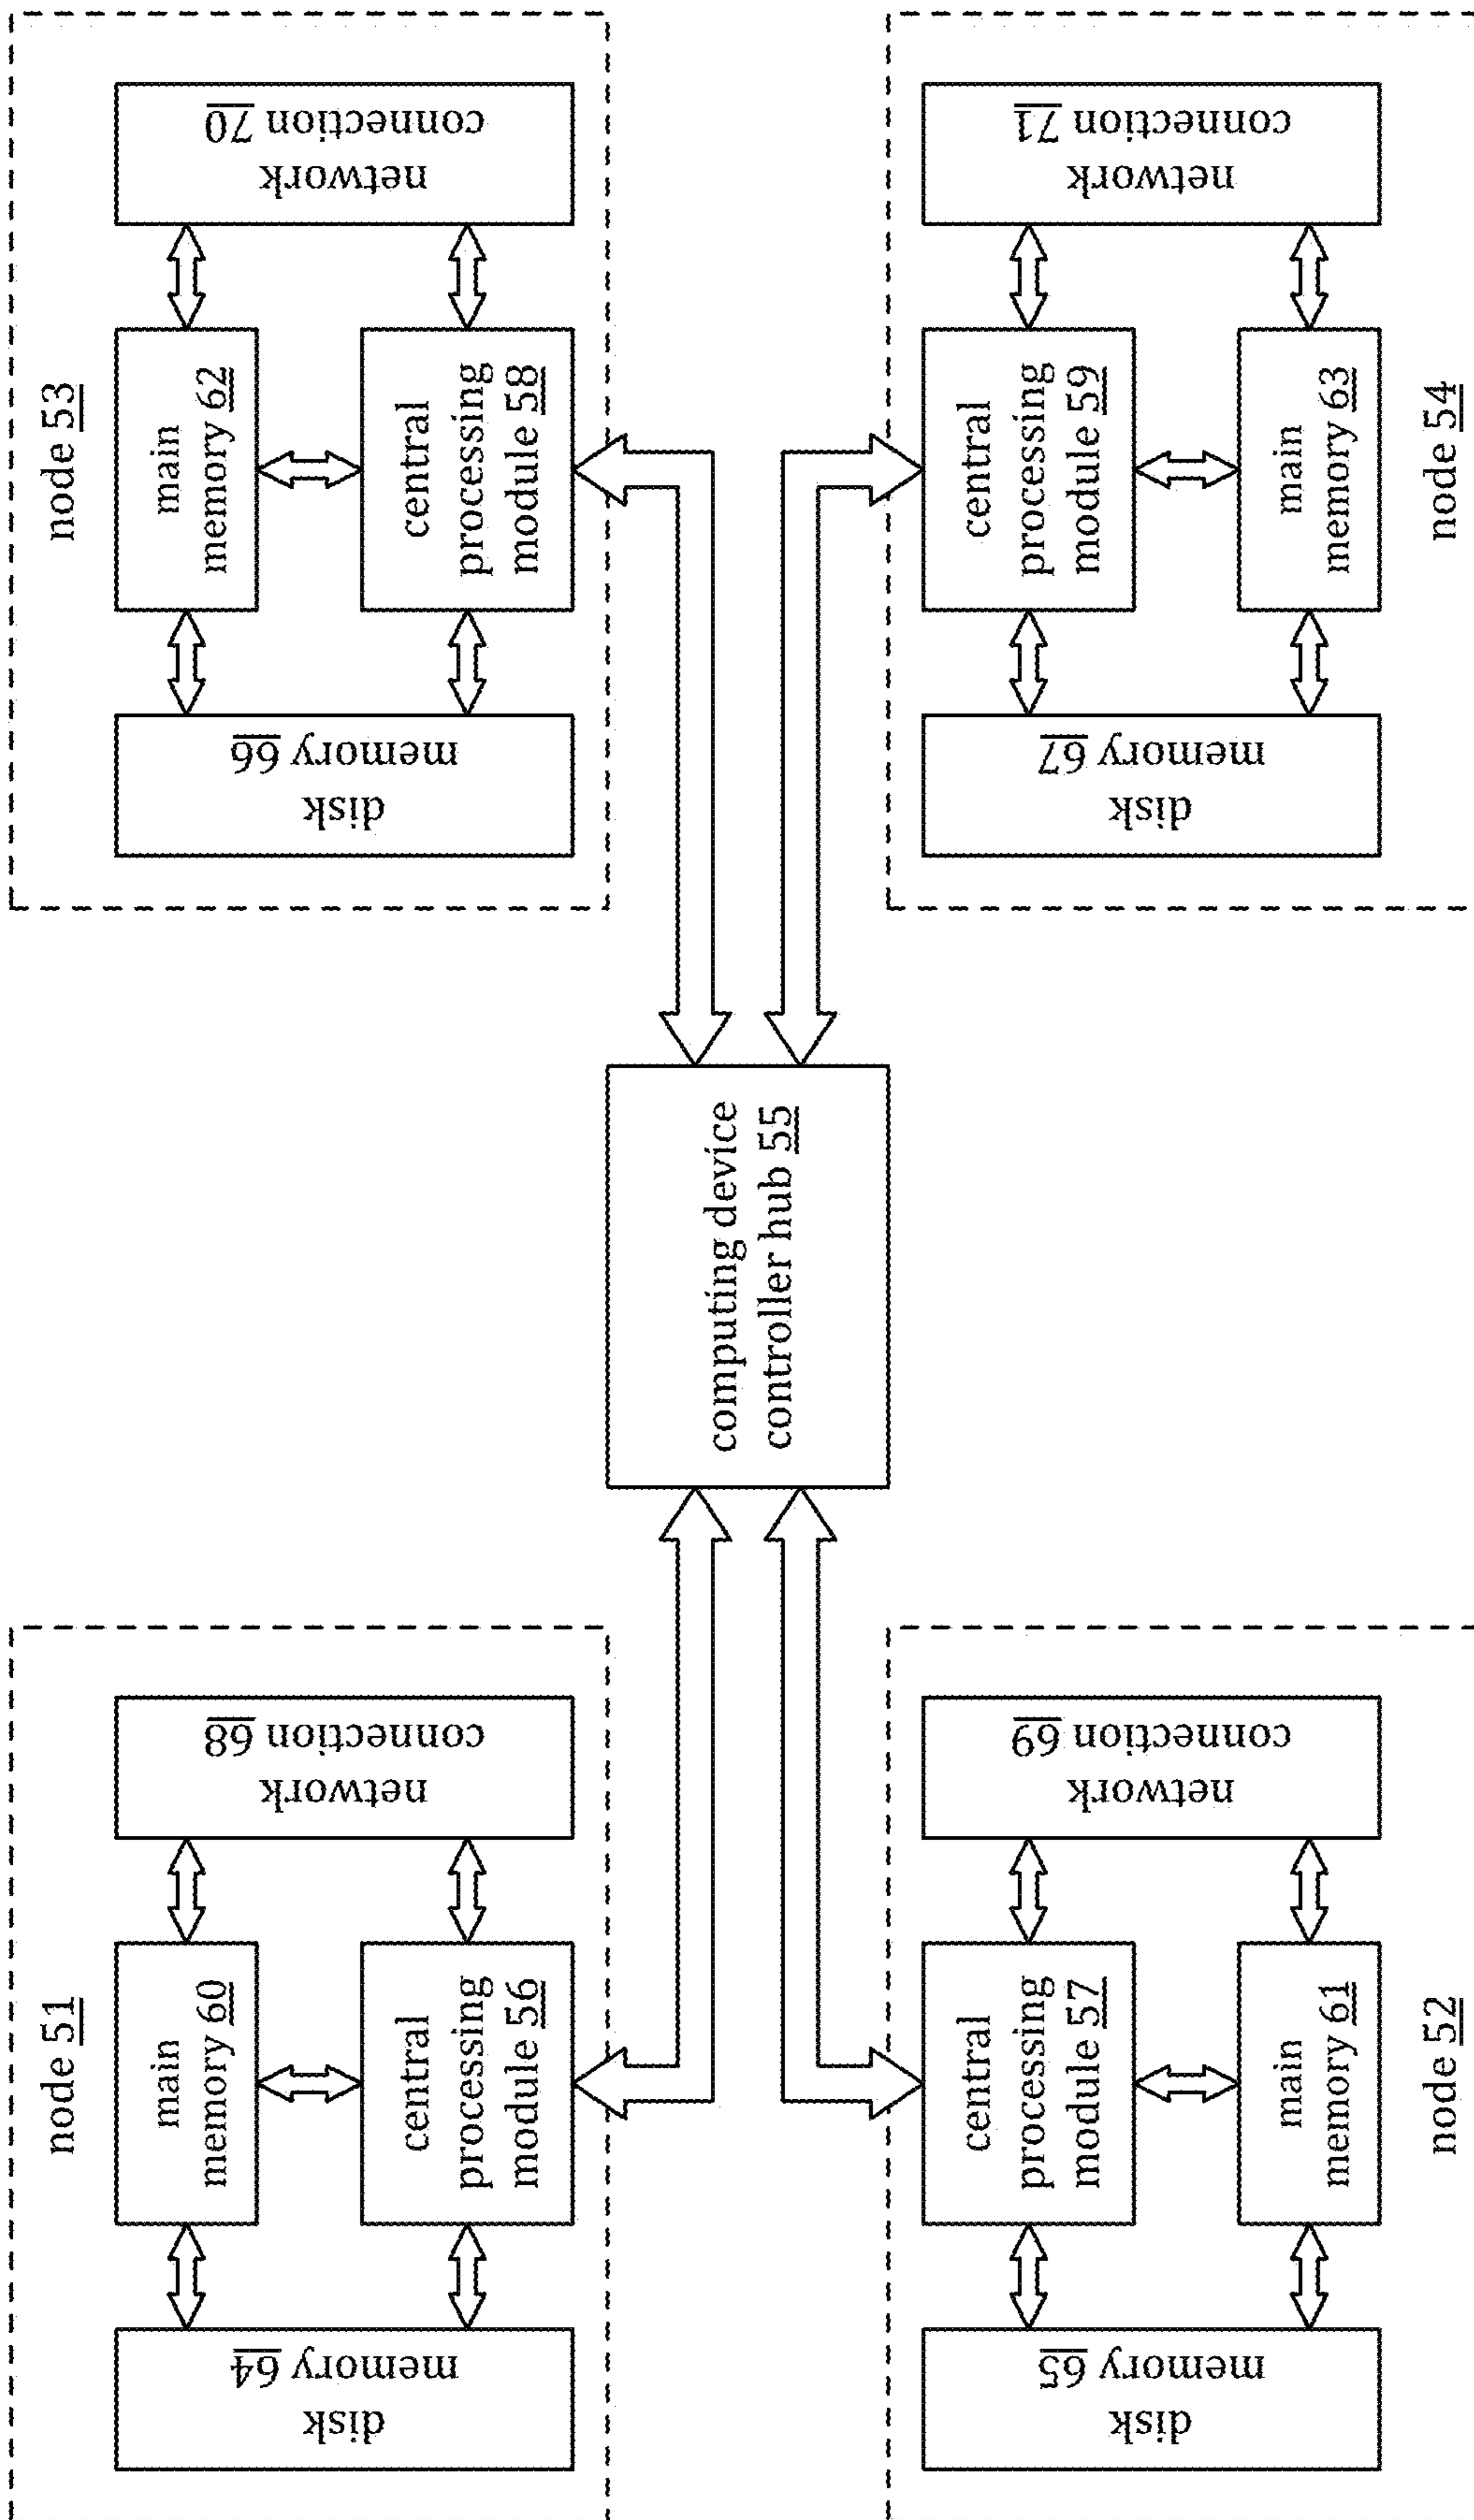 node 51
main
memory 60
central
processing
module 56
disk
memory 64
network
connection 68
node 53
main
memory 62
central
processing
module 58
disk
memory 66
network
connection 70
computing device
controller hub 55
central
processing
module 57
main
memory 61
disk
memory 65
network
connection 69
node 52
central
processing
module 59
main
memory 63
disk
memory 67
network
connection 71
node 54